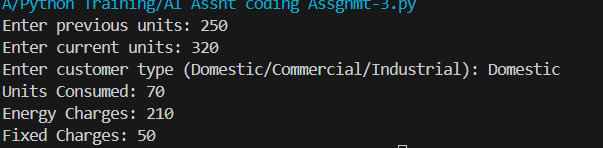 A/Python Training/AI Assnt coding Assghmt-3.py
Enter previous units: 250
Enter current units: 320
Enter customer type (Domestic/Commercial/Industrial): Domestic
Units Consumed: 70
Energy Charges: 210
Fixed Charges: 50